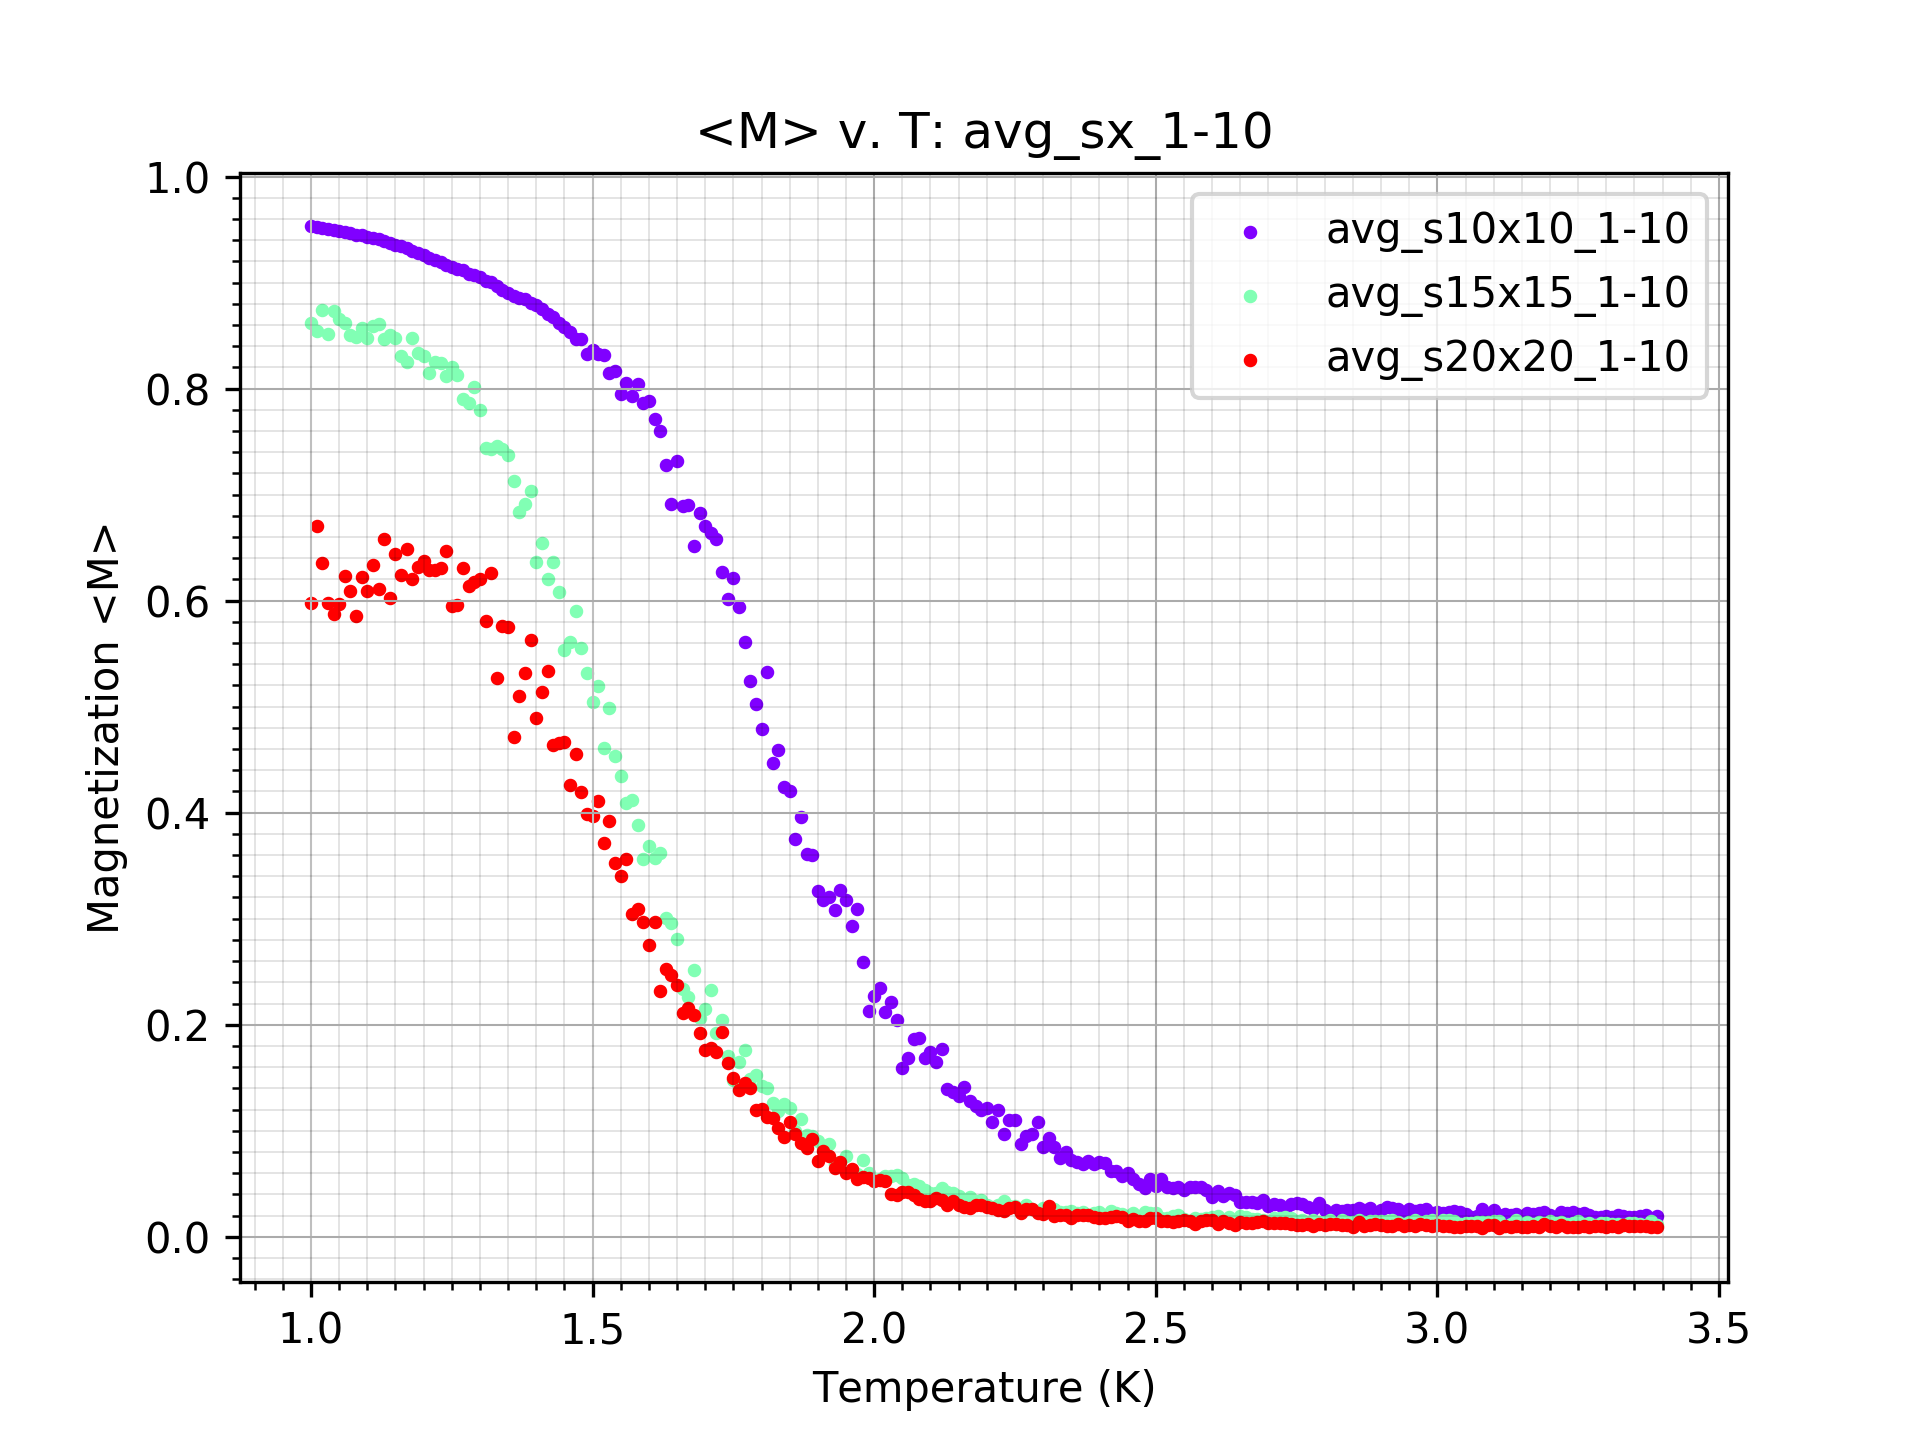 <M> v. T: avg_sx_1-10
avg_s10x10_1-10
avg_s15x15_1-10
avg_s20x20_1-10
Magnetization <M>
1.0
0.8
0.6
0.4
0.2
0.0
1.0 1.5 2.0 2.5 3.0 3.5
Temperature (K)